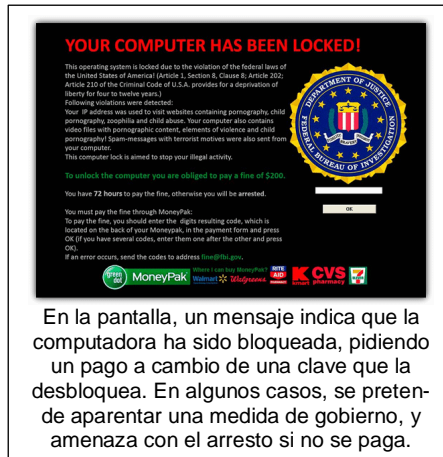 YOUR COMPUTER HAS BEEN LOCKED!
This operating system is locked due to the violation of the federal laws of
the United States of America! (Article 1, Section 8, Clause 8; Article 202;
Article 210 of the Criminal Code of U.S.A. provides for a deprivation of
liberty for four to twelve years.)
Following violations were detected:
Your IP address was used to visit websites containing pornography, child
pornography, zoophilia and child abuse. Your computer also contains
video files with pornographic content, elements of violence and child
pornography! Spam-messages with terrorist motives were also sent from
your computer.
This computer lock is aimed to stop your illegal activity.
To unlock the computer you are obliged to pay a fine of $200.
You have 72 hours to pay the fine, otherwise you will be arrested.
You must pay the fine through MoneyPak:
To pay the fine, you should enter the digits resulting code, which is
located on the back of your Moneypak, in the payment form and press
OK (if you have several codes, enter them one after the other and press
OK).
If an error occurs, send the codes to address fine@fbi.gov.
DEPARTMENT OF JUSTICE
FEDERAL BUREAU OF INVESTIGATION
OK
green dot MoneyPak
Where I can buy MoneyPak?
Walmart Walgreens
RITE AID
kmart
CVS pharmacy
En la pantalla, un mensaje indica que la
computadora ha sido bloqueada, pidiendo
un pago a cambio de una clave que la
desbloquea. En algunos casos, se preten-
de aparentar una medida de gobierno, y
amenaza con el arresto si no se paga.